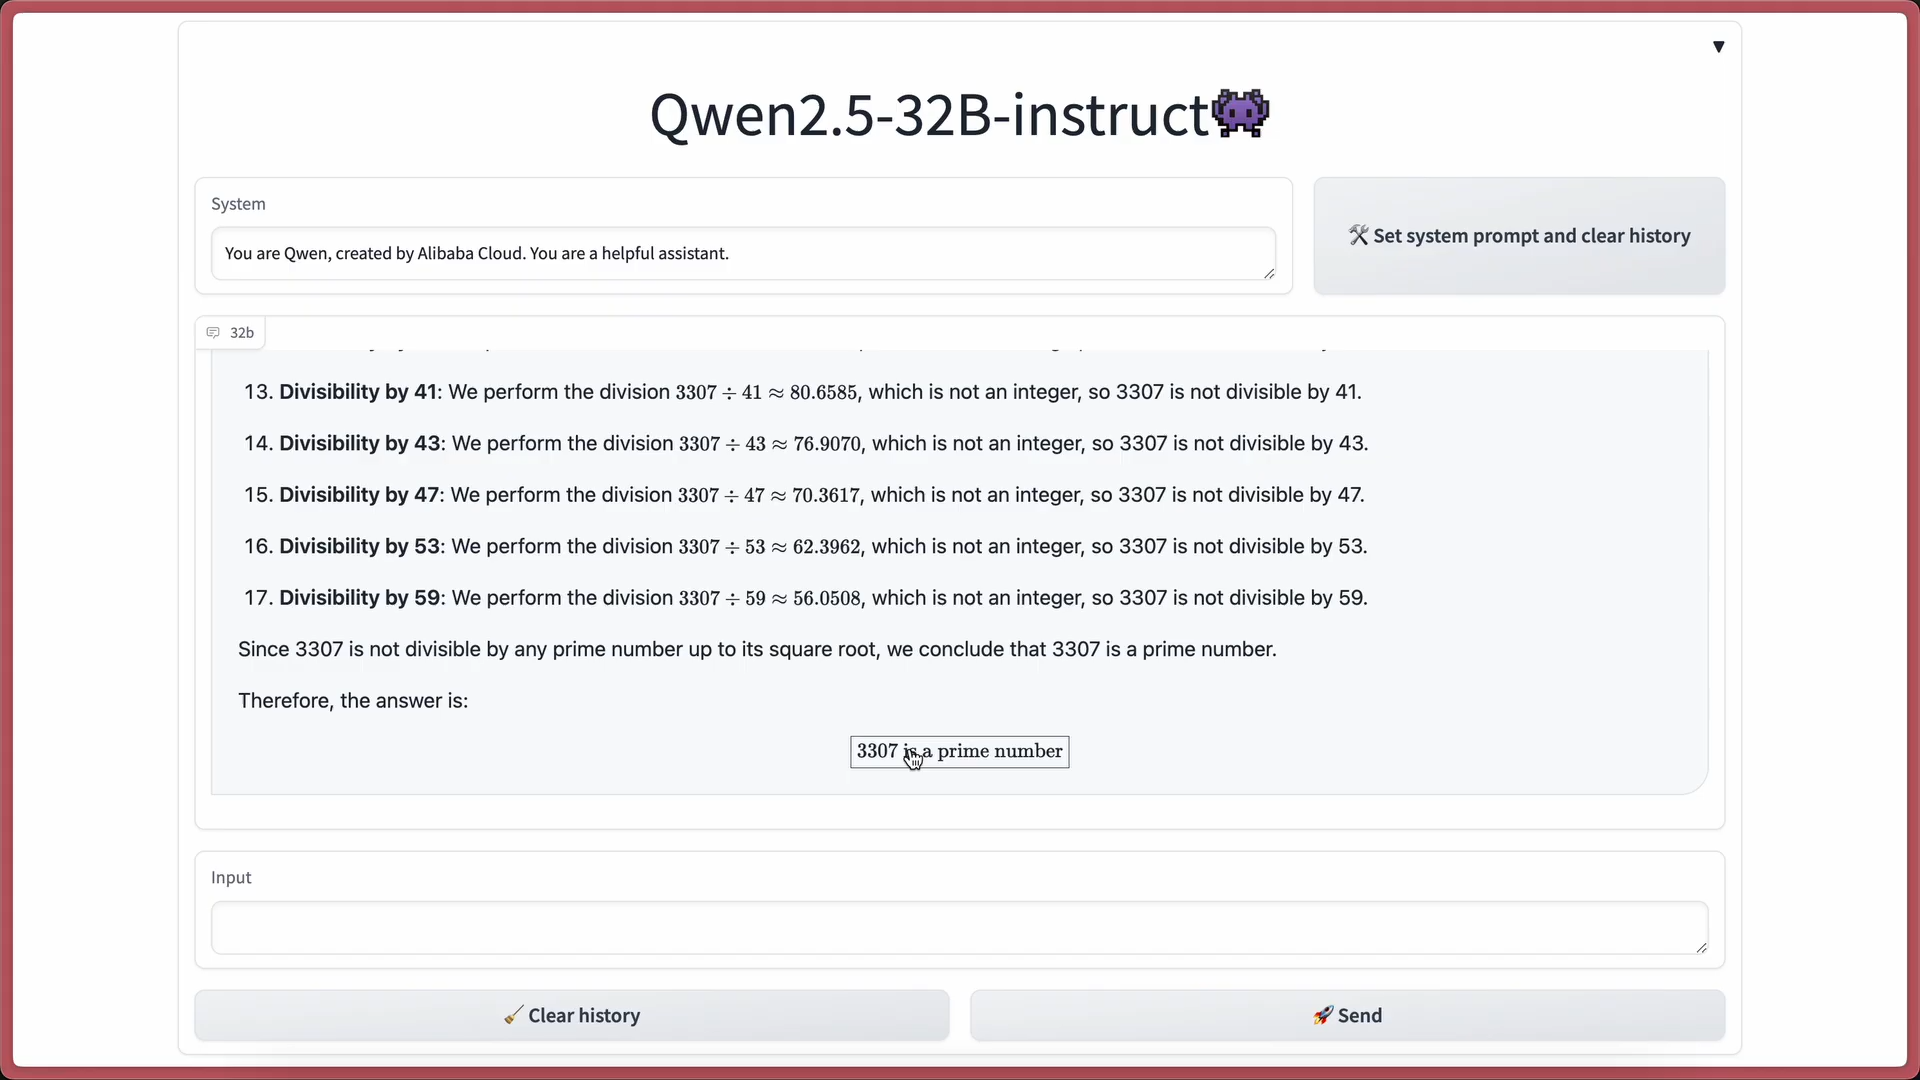 Qwen2.5-32B-instruct👾
System
You are Qwen, created by Alibaba Cloud. You are a helpful assistant.
🛠️ Set system prompt and clear history
32b
13. Divisibility by 41: We perform the division 3307 ÷ 41 ≈ 80.6585, which is not an integer, so 3307 is not divisible by 41.
14. Divisibility by 43: We perform the division 3307 ÷ 43 ≈ 76.9070, which is not an integer, so 3307 is not divisible by 43.
15. Divisibility by 47: We perform the division 3307 ÷ 47 ≈ 70.3617, which is not an integer, so 3307 is not divisible by 47.
16. Divisibility by 53: We perform the division 3307 ÷ 53 ≈ 62.3962, which is not an integer, so 3307 is not divisible by 53.
17. Divisibility by 59: We perform the division 3307 ÷ 59 ≈ 56.0508, which is not an integer, so 3307 is not divisible by 59.
Since 3307 is not divisible by any prime number up to its square root, we conclude that 3307 is a prime number.
Therefore, the answer is:
3307 is a prime number
Input
🧹 Clear history
🚀 Send